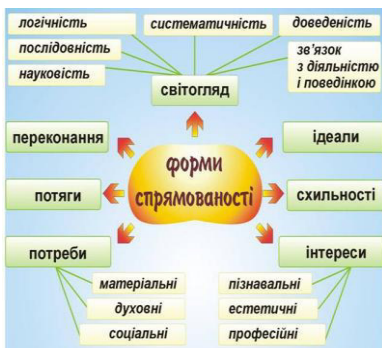 логічність
систематичність
доведеність
послідовність
зв’язок
з діяльністю
і поведінкою
науковість
світогляд
переконання
ідеали
форми
спрямованості
потяги
схильності
потреби
інтереси
матеріальні
пізнавальні
духовні
естетичні
соціальні
професійні